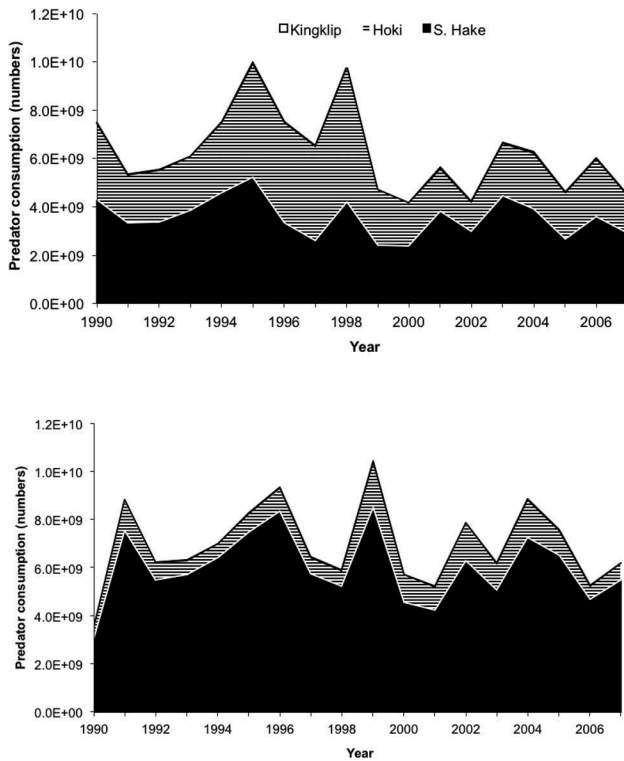 1.2E+10
□Kingklip =Hoki ■S. Hake
1.0E+10
8.0E+09
6.0E+09
4.0E+09
2.0E+09
0.0E+00
Predator consumption (numbers)
1990 1992 1994 1996 1998 2000 2002 2004 2006
Year
1.2E+10
1.0E+10
8.0E+09
6.0E+09
4.0E+09
2.0E+09
0.0E+00
Predator consumption (numbers)
1990 1992 1994 1996 1998 2000 2002 2004 2006
Year